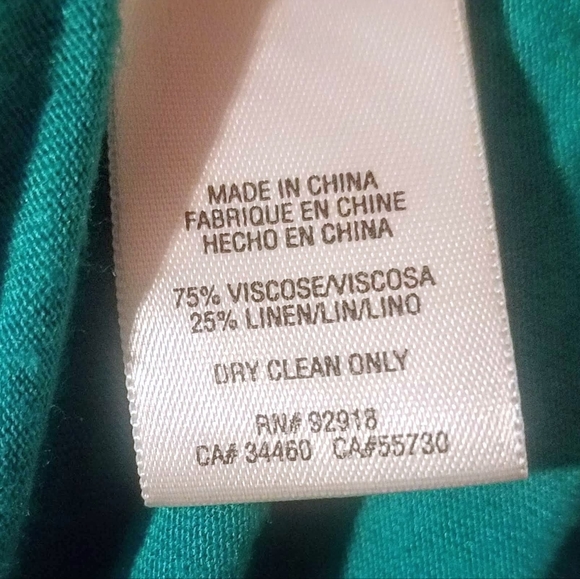 MADE IN CHINA
FABRIQUE EN CHINE
HECHO EN CHINA
75% VISCOSE/VISCOSA
25% LINEN/LIN/LINO
DRY CLEAN ONLY
RN# 92918
CA# 34460 CA#55730